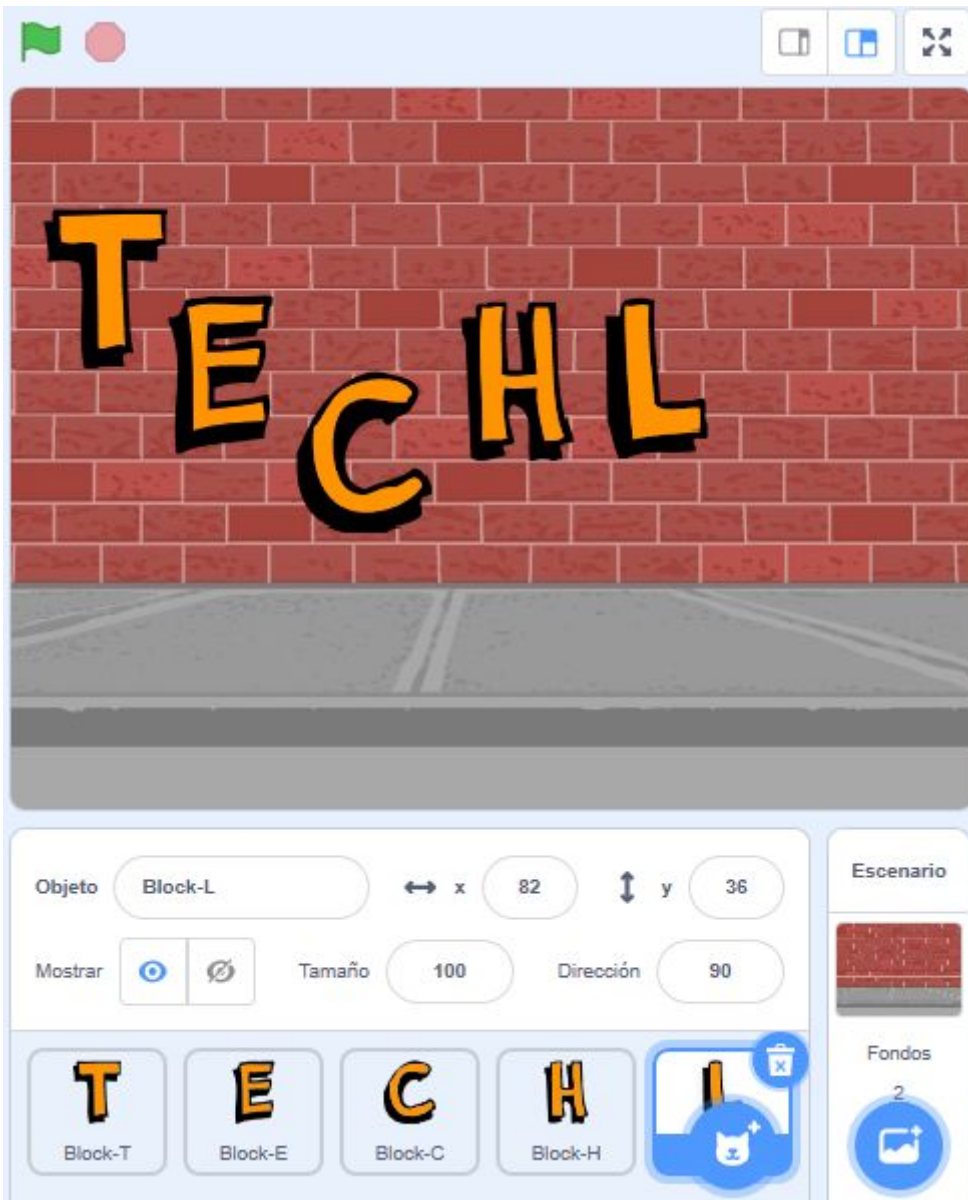 TECHL
Objeto Block-L x 82 y 36
Escenario
Mostrar Tamaño 100 Dirección 90
T E C H L
Block-T Block-E Block-C Block-H
Fondos
2